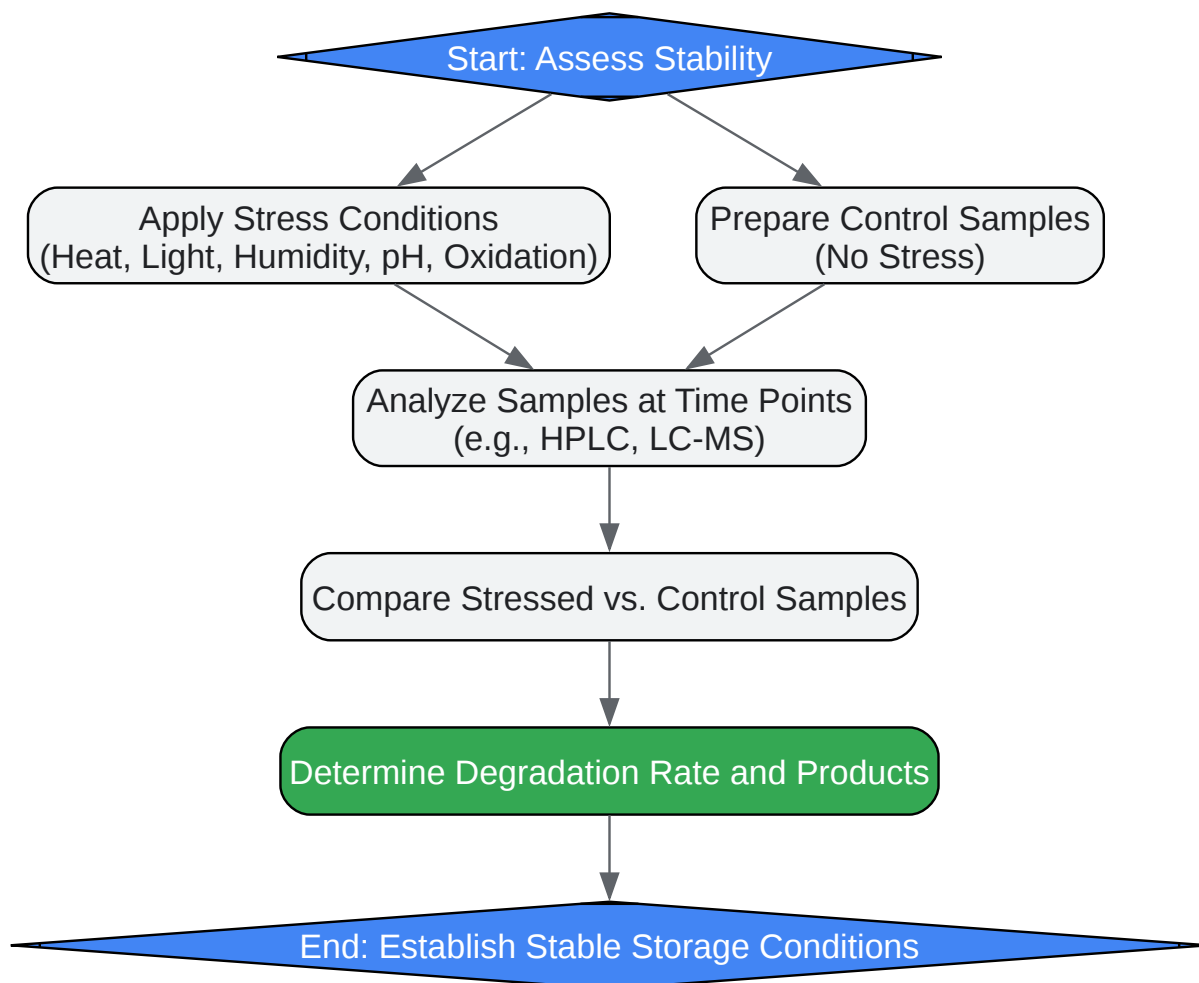 Start: Assess Stability
Apply Stress Conditions
(Heat, Light, Humidity, pH, Oxidation)
Prepare Control Samples
(No Stress)
Analyze Samples at Time Points
(e.g., HPLC, LC-MS)
Compare Stressed vs. Control Samples
Determine Degradation Rate and Products
End: Establish Stable Storage Conditions